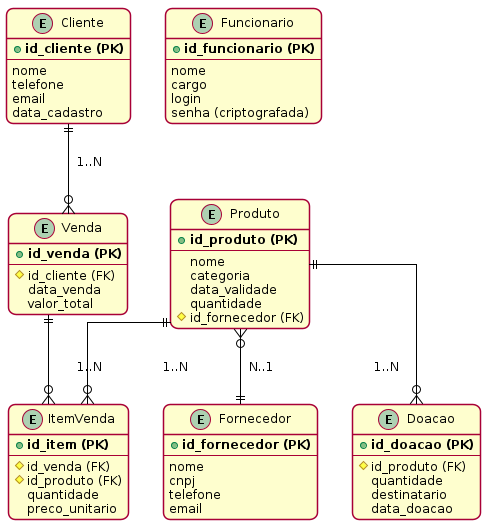 E Cliente
id_cliente (PK)
nome
telefone
email
data_cadastro
E Funcionario
id_funcionario (PK)
nome
cargo
login
senha (criptografada)
1..N
E Venda
id_venda (PK)
id_cliente (FK)
data_venda
valor_total
E Produto
id_produto (PK)
nome
categoria
data_validade
quantidade
id_fornecedor (FK)
1..N
1..N
N..1
1..N
E ItemVenda
id_item (PK)
id_venda (FK)
id_produto (FK)
quantidade
preco_unitario
E Fornecedor
id_fornecedor (PK)
nome
cnpj
telefone
email
E Doacao
id_doacao (PK)
id_produto (FK)
quantidade
destinatario
data_doacao